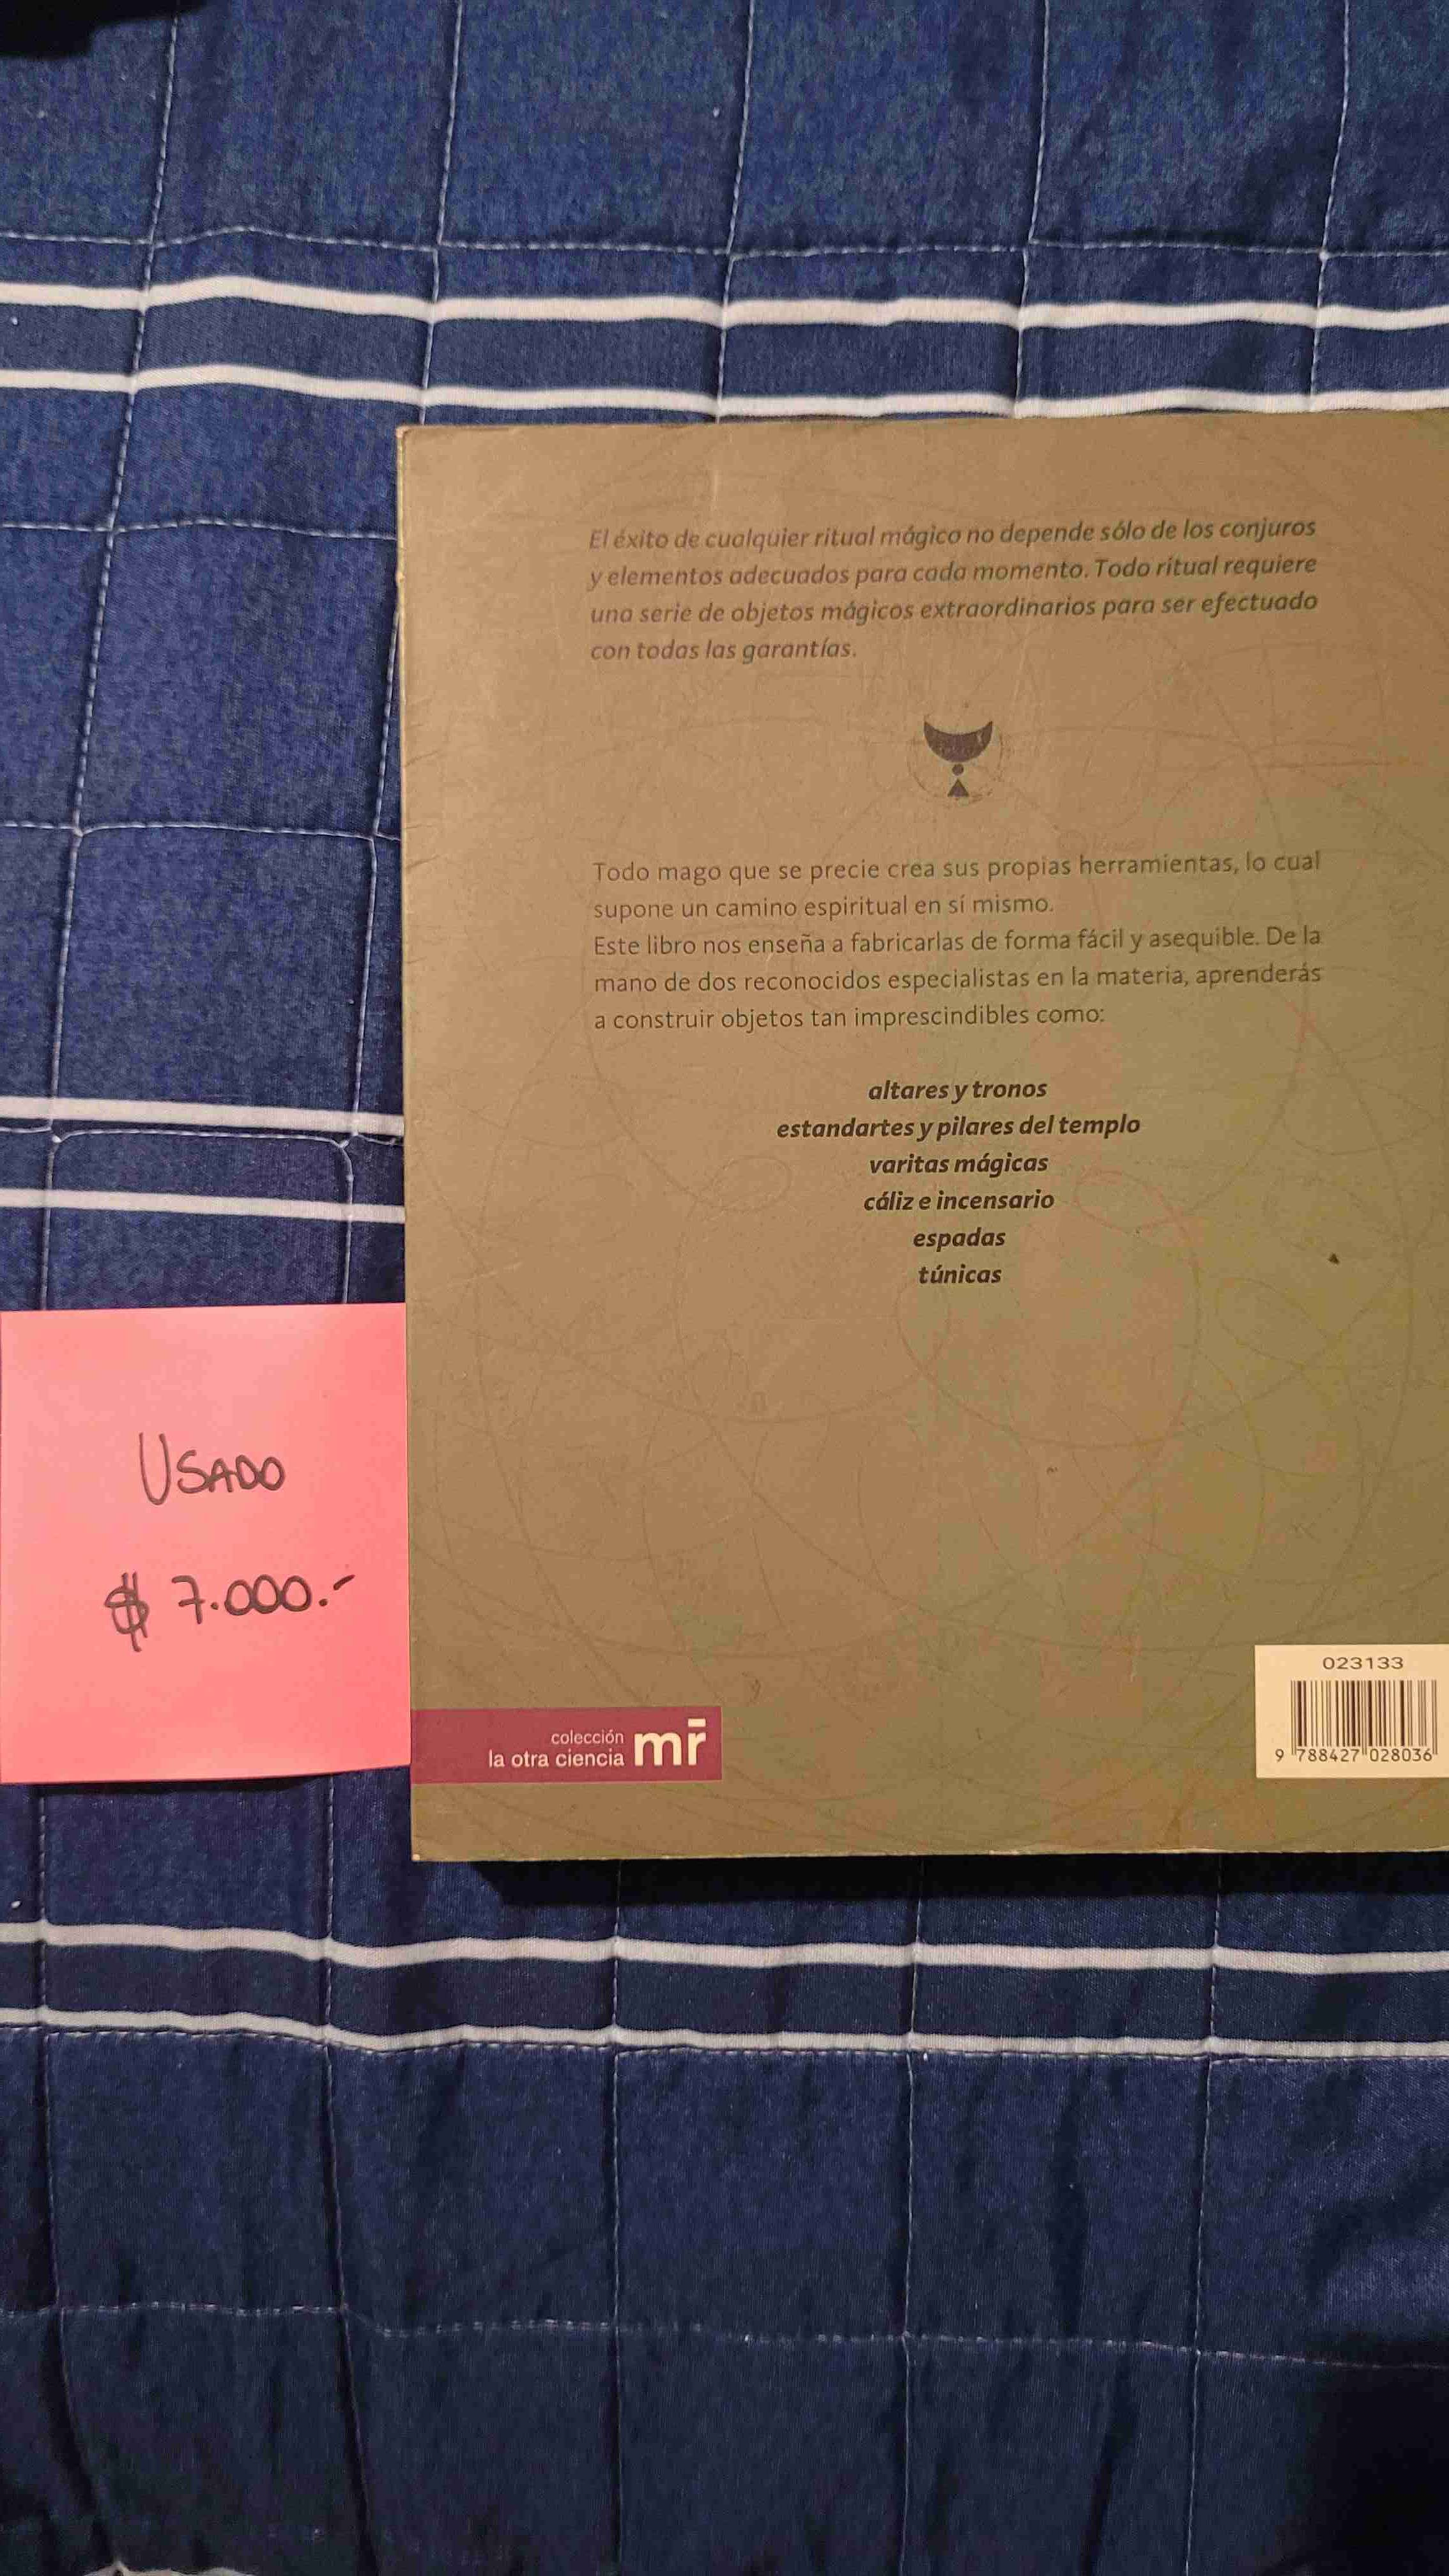 El éxito de cualquier ritual mágico no depende sólo de los conjuros
y elementos adecuados para cada momento. Todo ritual requiere
una serie de objetos mágicos extraordinarios para ser efectuado
con todas las garantías.
Todo mago que se precie crea sus propias herramientas, lo cual
supone un camino espiritual en sí mismo.
Este libro nos enseña a fabricarlas de forma fácil y asequible. De la
mano de dos reconocidos especialistas en la materia, aprenderás
a construir objetos tan imprescindibles como:
altares y tronos
estandartes y pilares del templo
varitas mágicas
cáliz e incensario
espadas
túnicas
USADO
$ 7.000.-
colección
la otra ciencia
mr
023133
9 788427 028036